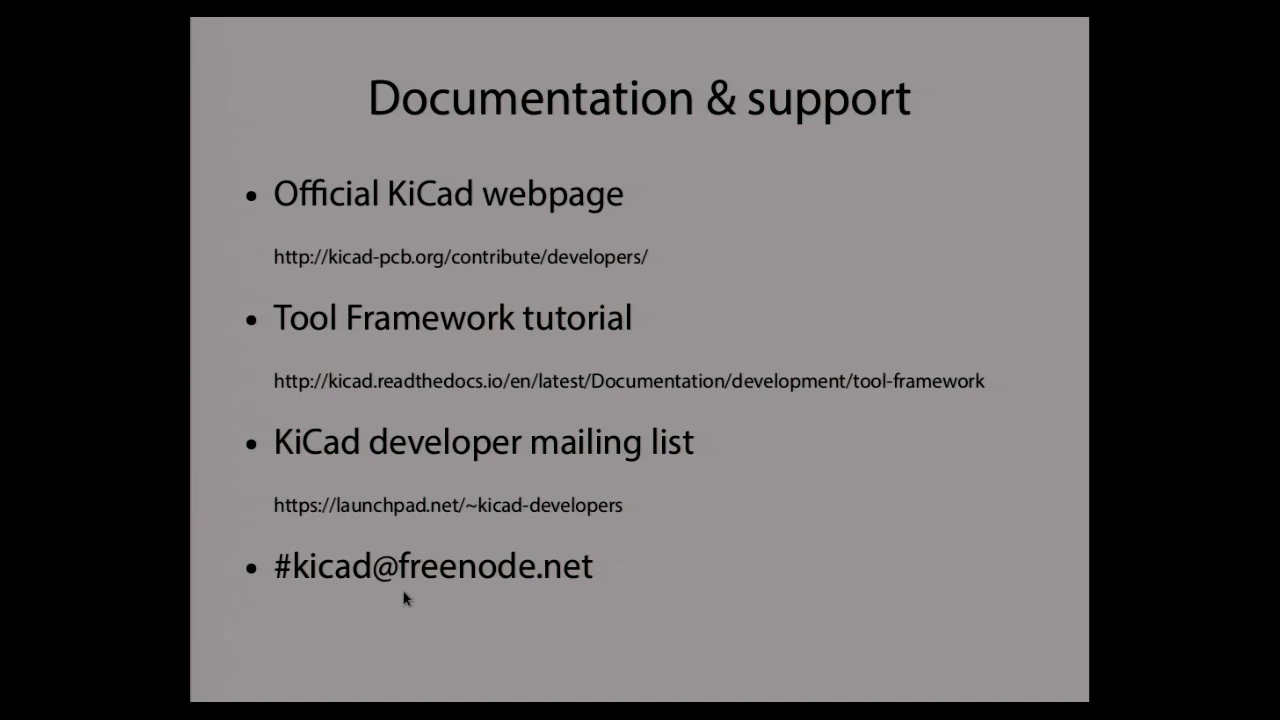 Documentation & support
• Official KiCad webpage
http://kicad-pcb.org/contribute/developers/
• Tool Framework tutorial
http://kicad.readthedocs.io/en/latest/Documentation/development/tool-framework
• KiCad developer mailing list
https://launchpad.net/~kicad-developers
• #kicad@freenode.net